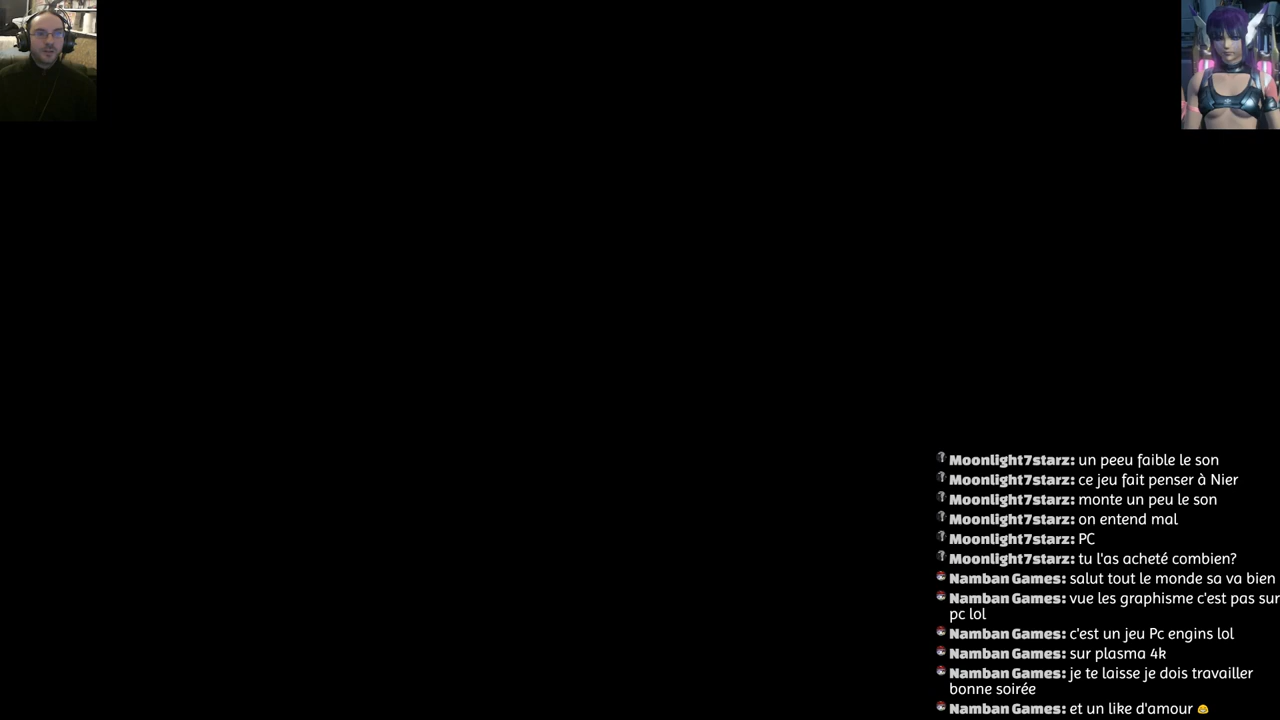 Moonlight7starz: un peeu faible le son
Moonlight7starz: ce jeu fait penser à Nier
Moonlight7starz: monte un peu le son
Moonlight7starz: on entend mal
Moonlight7starz: PC
Moonlight7starz: tu l'as acheté combien?
Namban Games: salut tout le monde sa va bien
Namban Games: vue les graphisme c'est pas sur
pc lol
Namban Games: c'est un jeu Pc engins lol
Namban Games: sur plasma 4k
Namban Games: je te laisse je dois travailler
bonne soirée
Namban Games: et un like d'amour